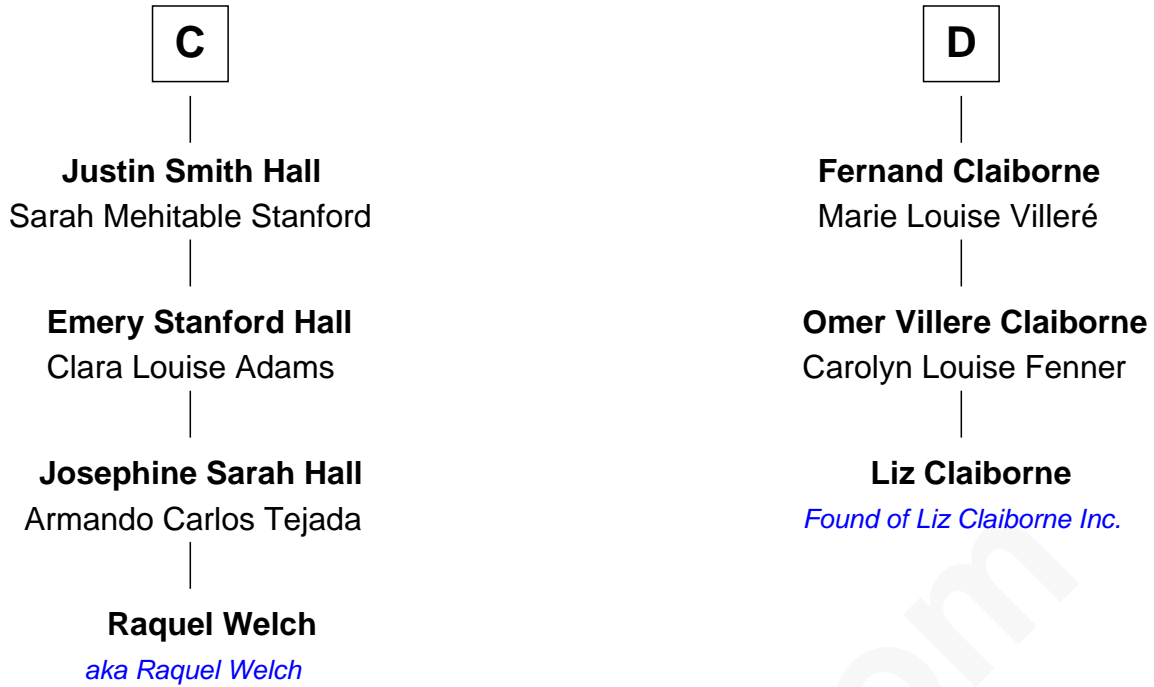 C
Justin Smith Hall
Sarah Mehitable Stanford
Emery Stanford Hall
Clara Louise Adams
Josephine Sarah Hall
Armando Carlos Tejada
Raquel Welch
aka Raquel Welch
D
Fernand Claiborne
Marie Louise Villeré
Omer Villere Claiborne
Carolyn Louise Fenner
Liz Claiborne
Found of Liz Claiborne Inc.
om